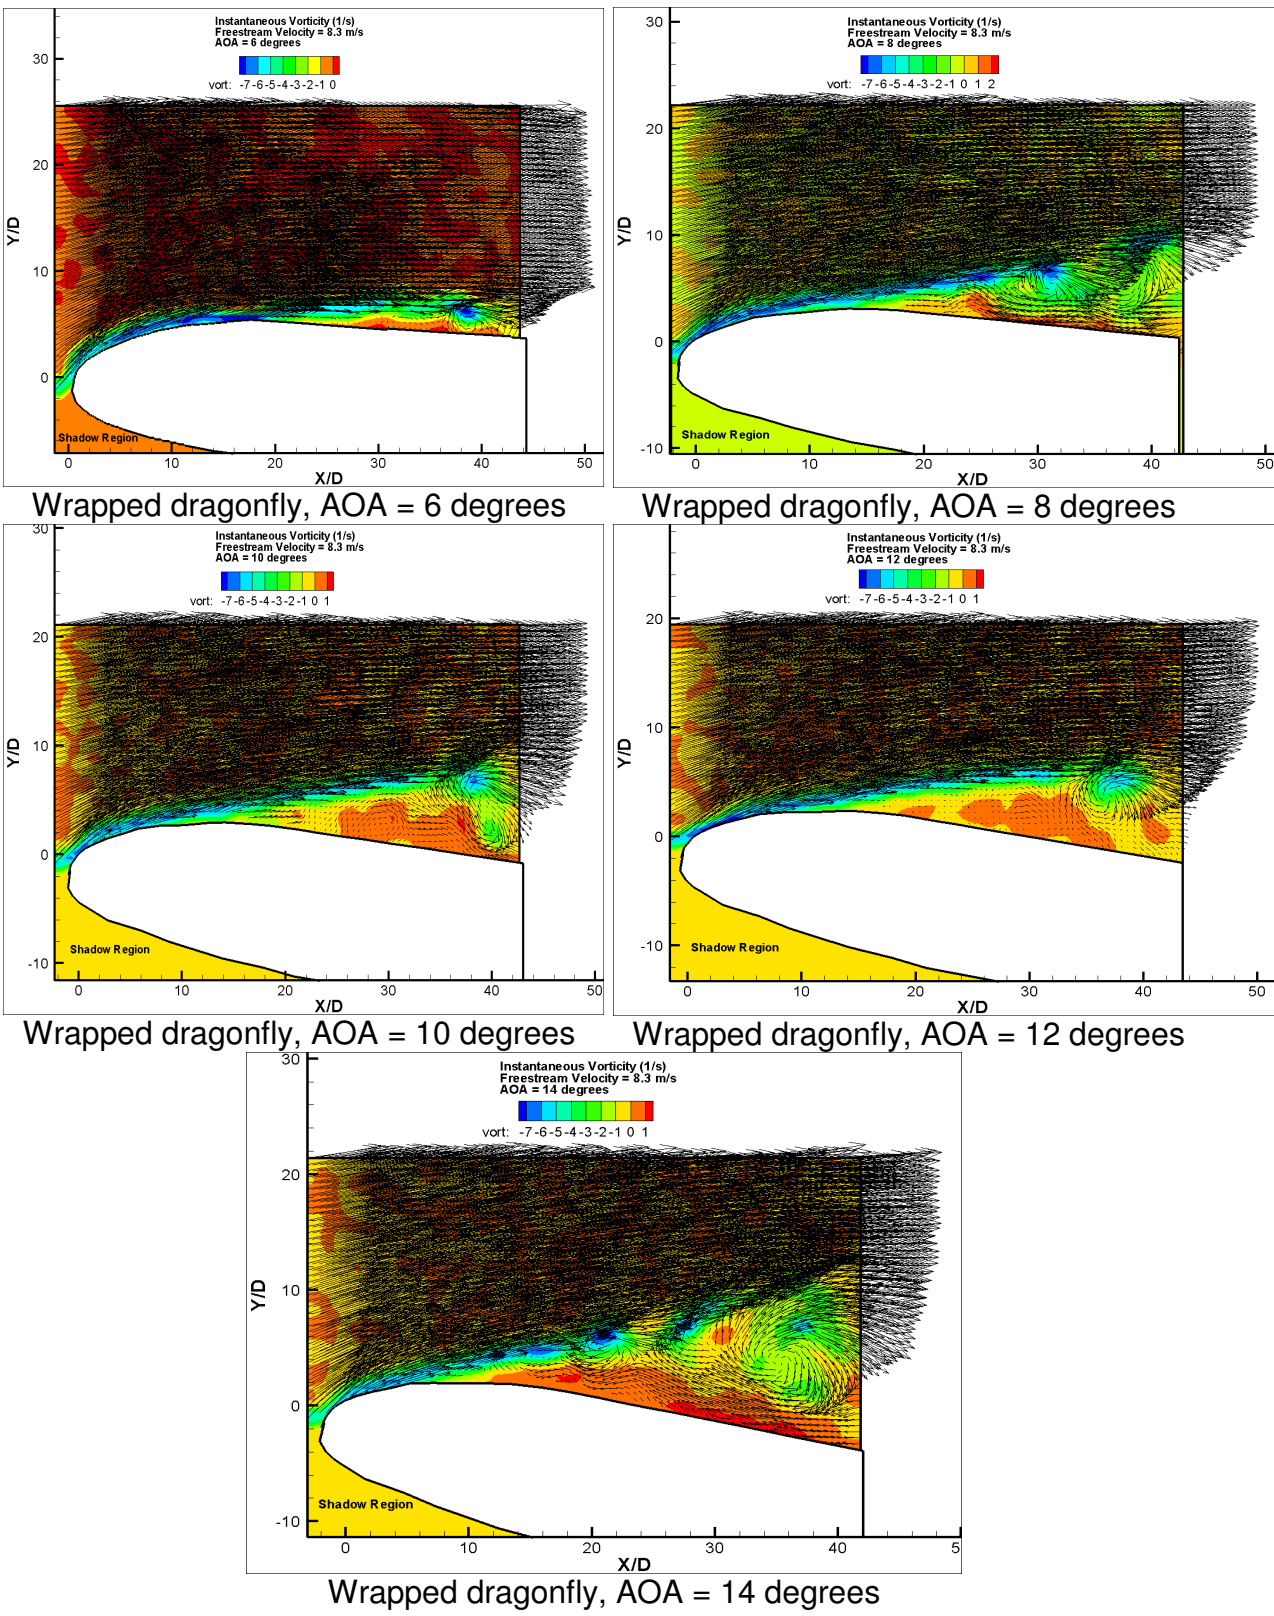 Instantaneous Vorticity (1/s)
Freestream Velocity = 8.3 m/s
AOA = 6 degrees
vort: -7 -6 -5 -4 -3 -2 -1 0
30
20
10
0
Y/D
Shadow Region
0 10 20 30 40 50
X/D
Wrapped dragonfly, AOA = 6 degrees
Instantaneous Vorticity (1/s)
Freestream Velocity = 8.3 m/s
AOA = 8 degrees
vort: -7 -6 -5 -4 -3 -2 -1 0 1 2
30
20
10
0
-10
Y/D
Shadow Region
0 10 20 30 40 50
X/D
Wrapped dragonfly, AOA = 8 degrees
Instantaneous Vorticity (1/s)
Freestream Velocity = 8.3 m/s
AOA = 10 degrees
vort: -7 -6 -5 -4 -3 -2 -1 0 1
30
20
10
0
-10
Y/D
Shadow Region
0 10 20 30 40 50
X/D
Wrapped dragonfly, AOA = 10 degrees
Instantaneous Vorticity (1/s)
Freestream Velocity = 8.3 m/s
AOA = 12 degrees
vort: -7 -6 -5 -4 -3 -2 -1 0 1
20
10
0
-10
Y/D
Shadow Region
0 10 20 30 40 50
X/D
Wrapped dragonfly, AOA = 12 degrees
Instantaneous Vorticity (1/s)
Freestream Velocity = 8.3 m/s
AOA = 14 degrees
vort: -7 -6 -5 -4 -3 -2 -1 0 1
30
20
10
0
-10
Y/D
Shadow Region
0 10 20 30 40 5
X/D
Wrapped dragonfly, AOA = 14 degrees